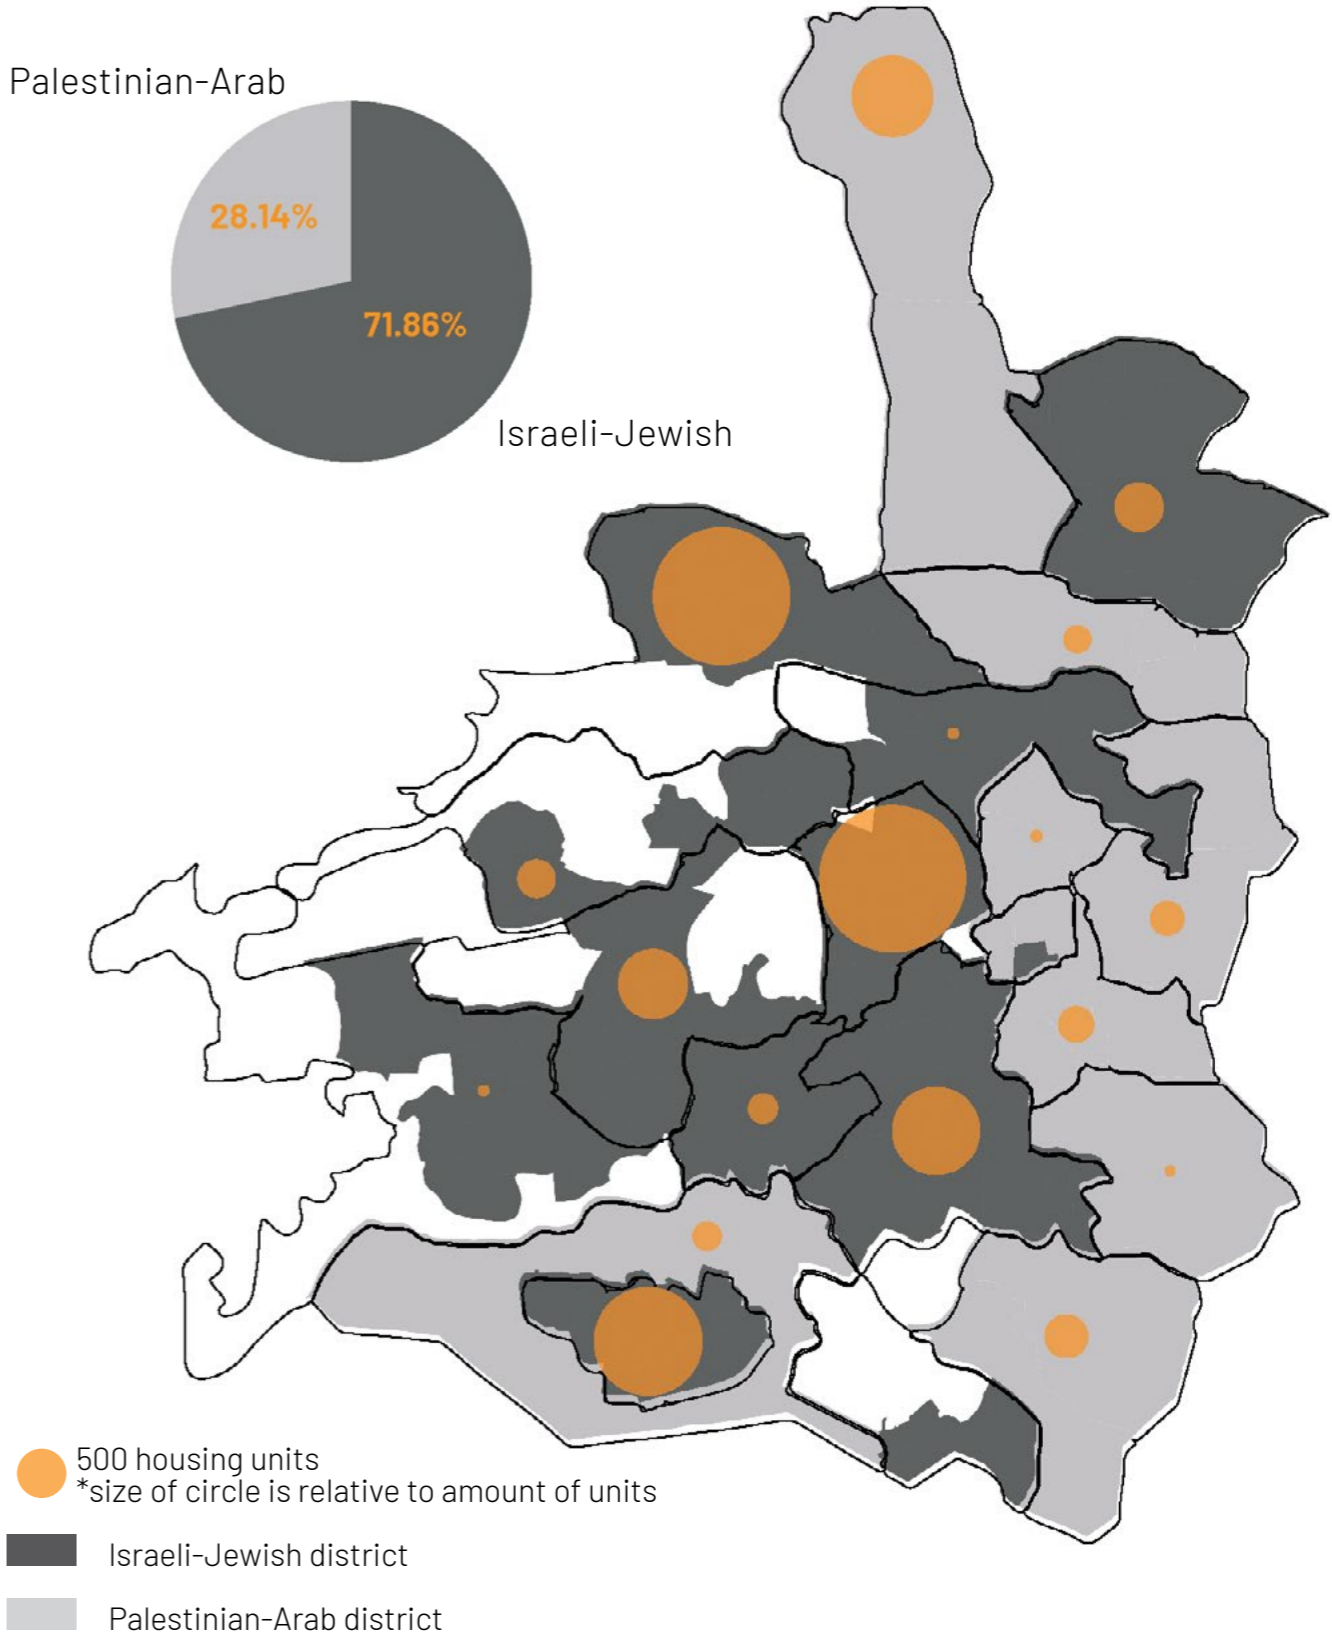 Palestinian-Arab
28.14%
71.86%
Israeli-Jewish
500 housing units
*size of circle is relative to amount of units
Israeli-Jewish district
Palestinian-Arab district